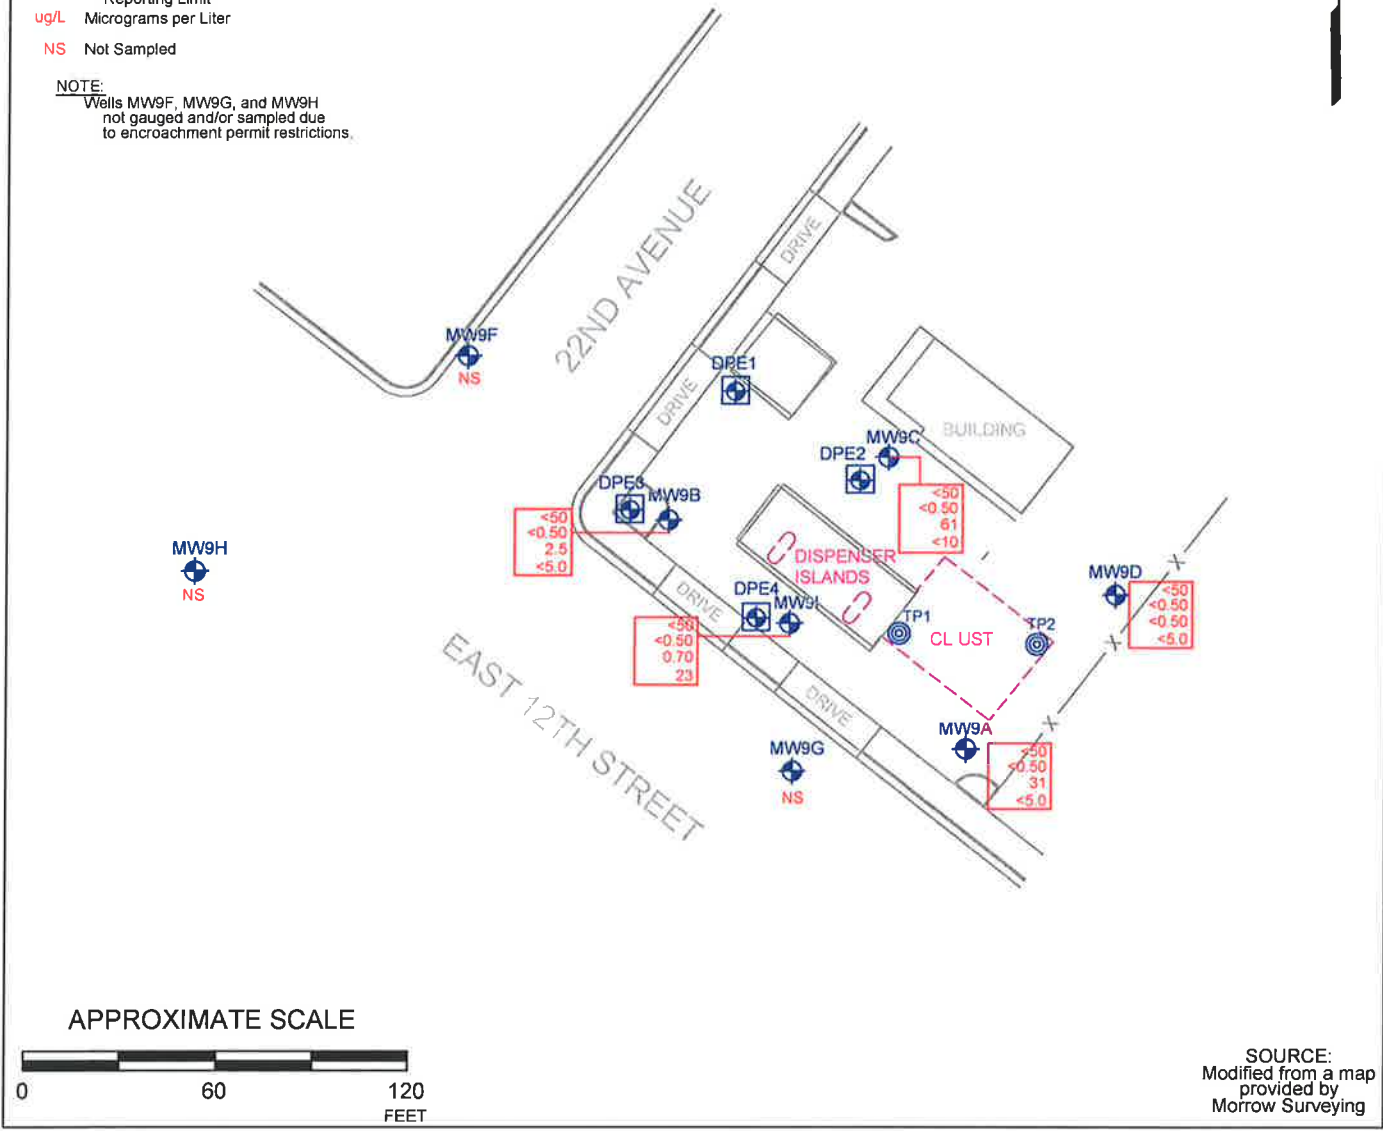 Reporting Limit
ug/L Micrograms per Liter
NS Not Sampled
NOTE:
Wells MW9F, MW9G, and MW9H
not gauged and/or sampled due
to encroachment permit restrictions.
22ND AVENUE
DRIVE
MW9F
NS
DPE1
DRIVE
BUILDING
MW9C
DPE2
<50
<0.50
61
<10
DPE3
MW9B
<50
<0.50
2.5
<5.0
MW9H
NS
DISPENSER
ISLANDS
MW9D
<50
<0.50
<0.50
<5.0
DRIVE
DPE4
MW9I
<50
<0.50
0.70
23
TP1
CL UST
TP2
X
X
X
EAST 12TH STREET
DRIVE
MW9A
<50
<0.50
31
<5.0
MW9G
NS
APPROXIMATE SCALE
0 60 120
FEET
SOURCE:
Modified from a map
provided by
Morrow Surveying